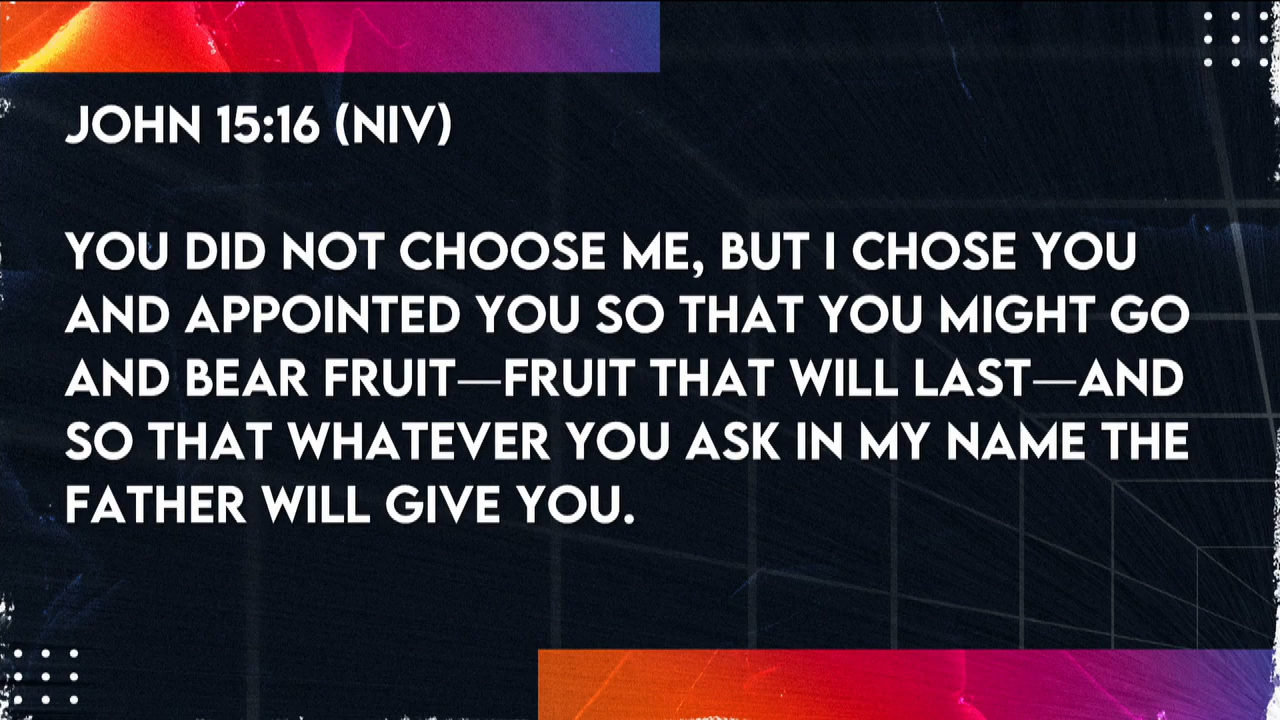 JOHN 15:16 (NIV)
YOU DID NOT CHOOSE ME, BUT I CHOSE YOU
AND APPOINTED YOU SO THAT YOU MIGHT GO
AND BEAR FRUIT—FRUIT THAT WILL LAST—AND
SO THAT WHATEVER YOU ASK IN MY NAME THE
FATHER WILL GIVE YOU.